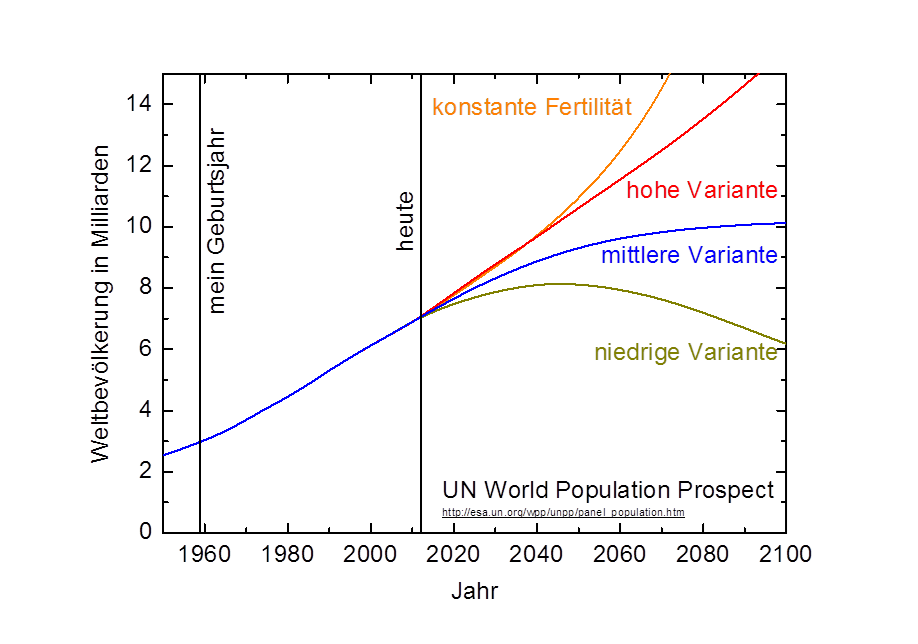 Weltbevölkerung in Milliarden
14
12
10
8
6
4
2
0
mein Geburtsjahr
heute
konstante Fertilität
hohe Variante
mittlere Variante
niedrige Variante
UN World Population Prospect
http://esa.un.org/wpp/unpp/panel_population.htm
1960 1980 2000 2020 2040 2060 2080 2100
Jahr